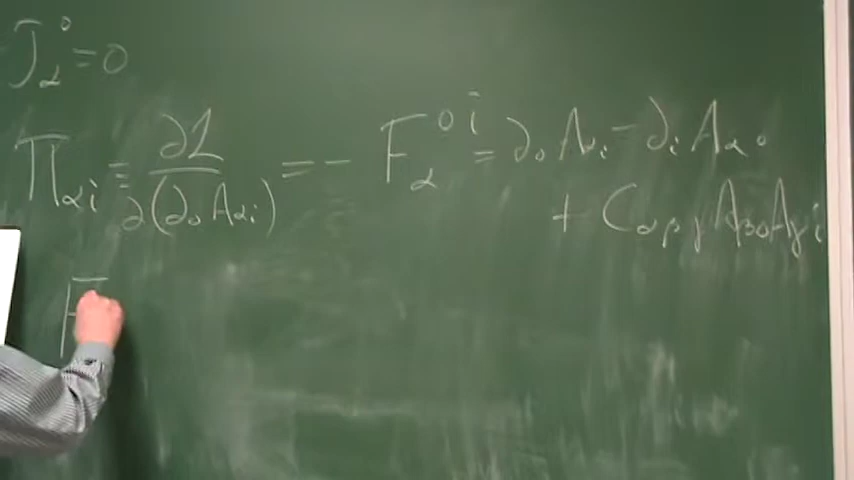 J_α^0 = 0
Π_αi ≡ ∂L/∂(∂_0 A_αi) = - F_α^{0i} = ∂_0 A_αi - ∂_i A_α0
+ C_αβγ A_β0 A_γi
F